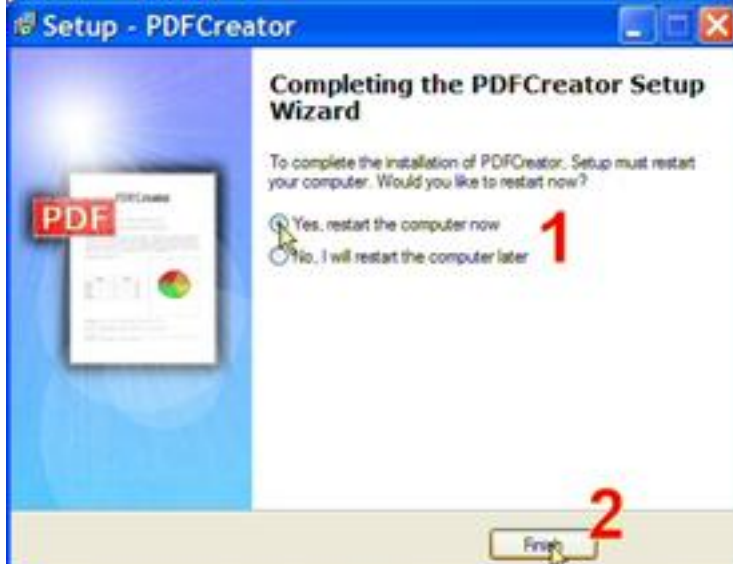 Setup - PDFCreator
Completing the PDFCreator Setup
Wizard
To complete the installation of PDFCreator, Setup must restart
your computer. Would you like to restart now?
PDFCreator
PDF
Yes, restart the computer now
1
No, I will restart the computer later
2
Finish